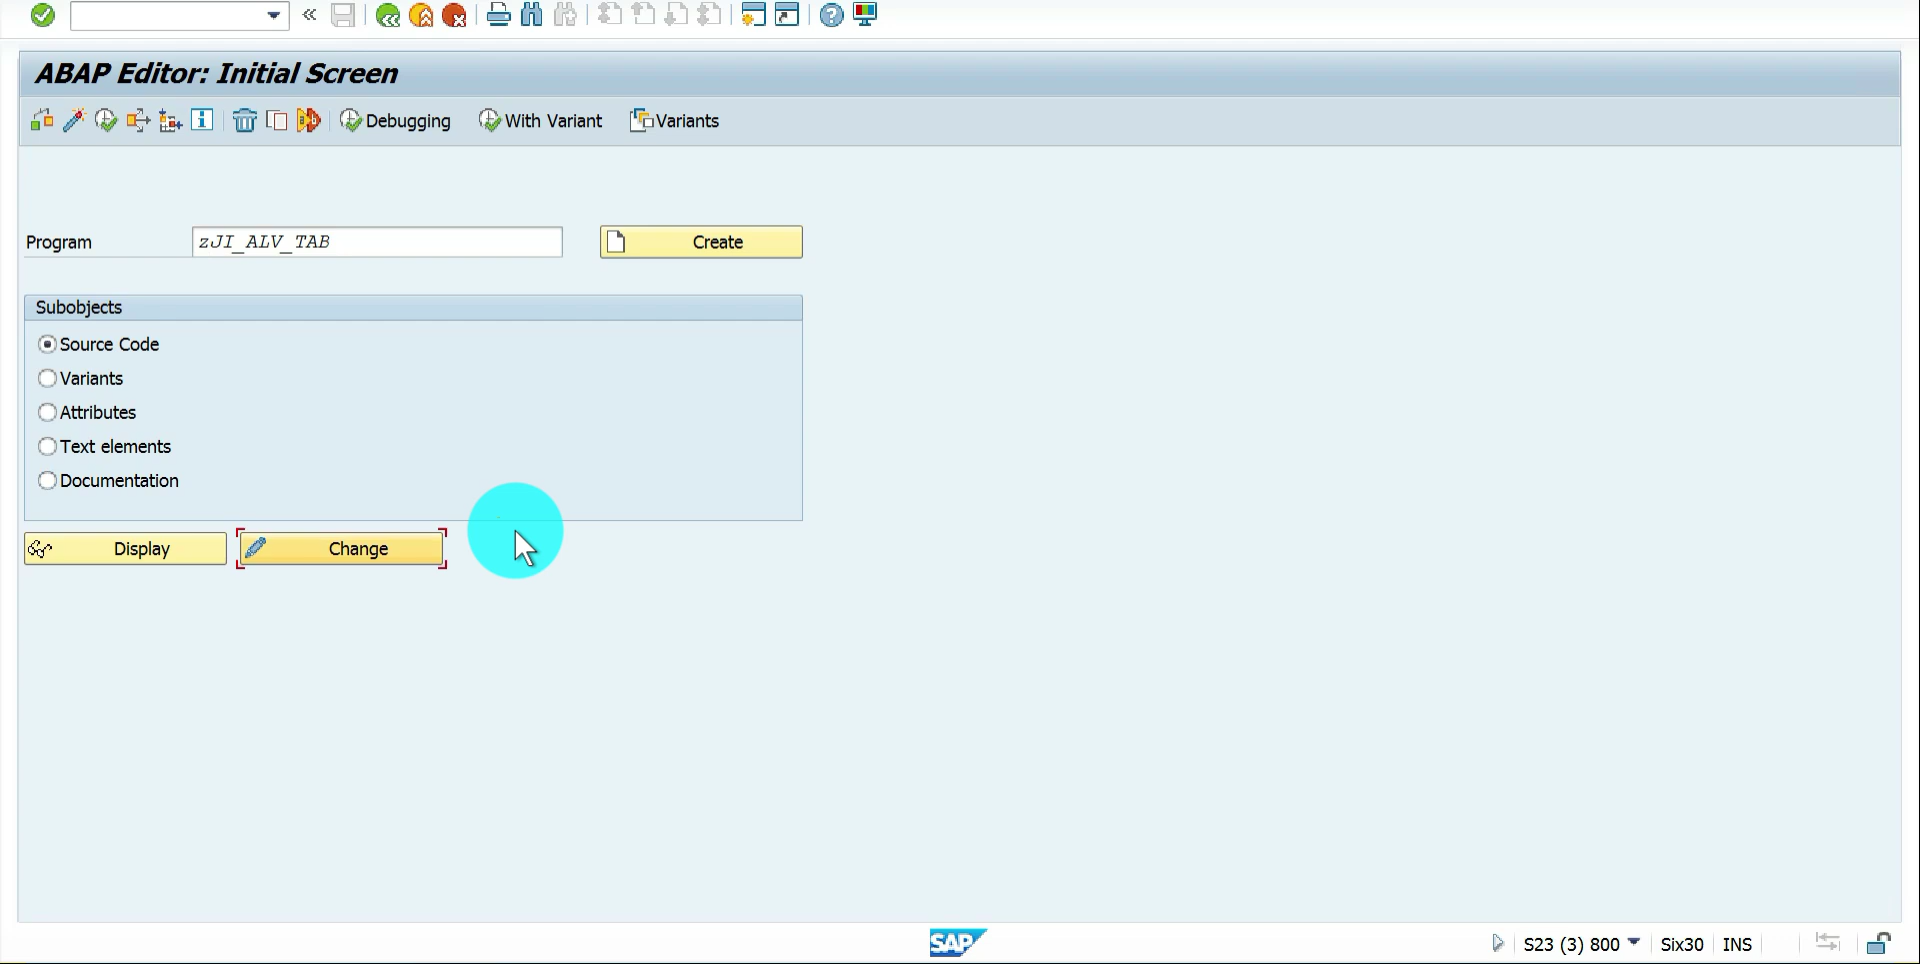 ABAP Editor: Initial Screen
Debugging With Variant Variants
Program zJI_ALV_TAB Create
Subobjects
Source Code
Variants
Attributes
Text elements
Documentation
Display Change
SAP S23 (3) 800 Six30 INS